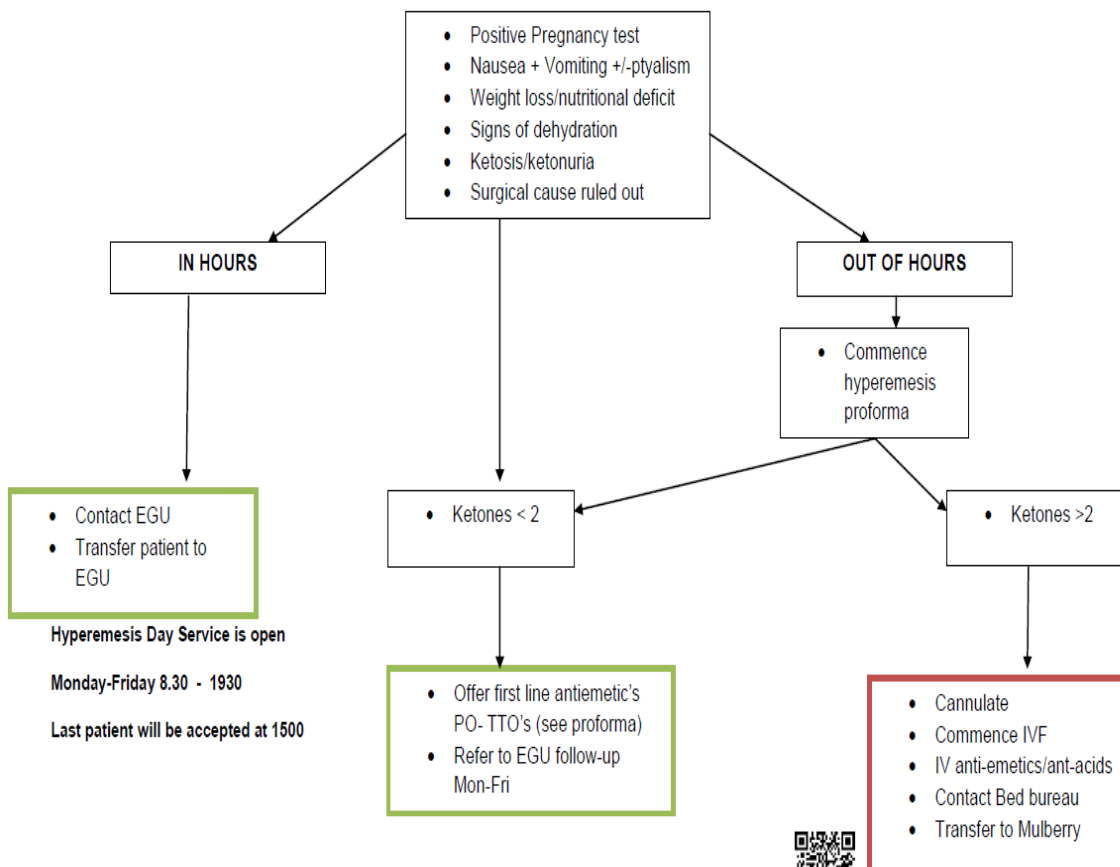 • Positive Pregnancy test
• Nausea + Vomiting +/-ptyalism
• Weight loss/nutritional deficit
• Signs of dehydration
• Ketosis/ketonuria
• Surgical cause ruled out
IN HOURS
OUT OF HOURS
• Commence
hyperemesis
proforma
• Contact EGU
• Transfer patient to
EGU
• Ketones < 2
• Ketones >2
Hyperemesis Day Service is open
Monday-Friday 8.30 - 1930
Last patient will be accepted at 1500
• Offer first line antiemetic's
PO- TTO's (see proforma)
• Refer to EGU follow-up
Mon-Fri
• Cannulate
• Commence IVF
• IV anti-emetics/ant-acids
• Contact Bed bureau
• Transfer to Mulberry